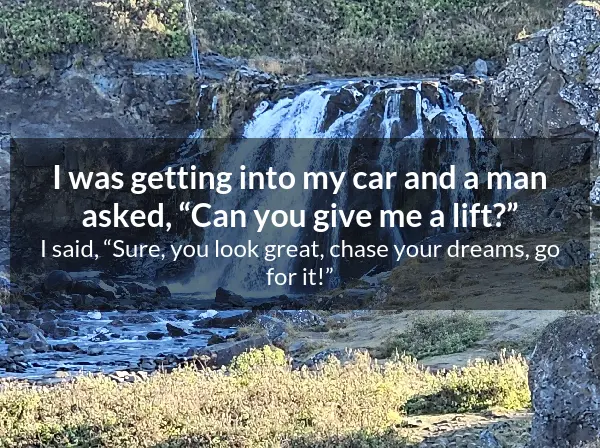 I was getting into my car and a man
asked, “Can you give me a lift?”
I said, “Sure, you look great, chase your dreams, go
for it!”